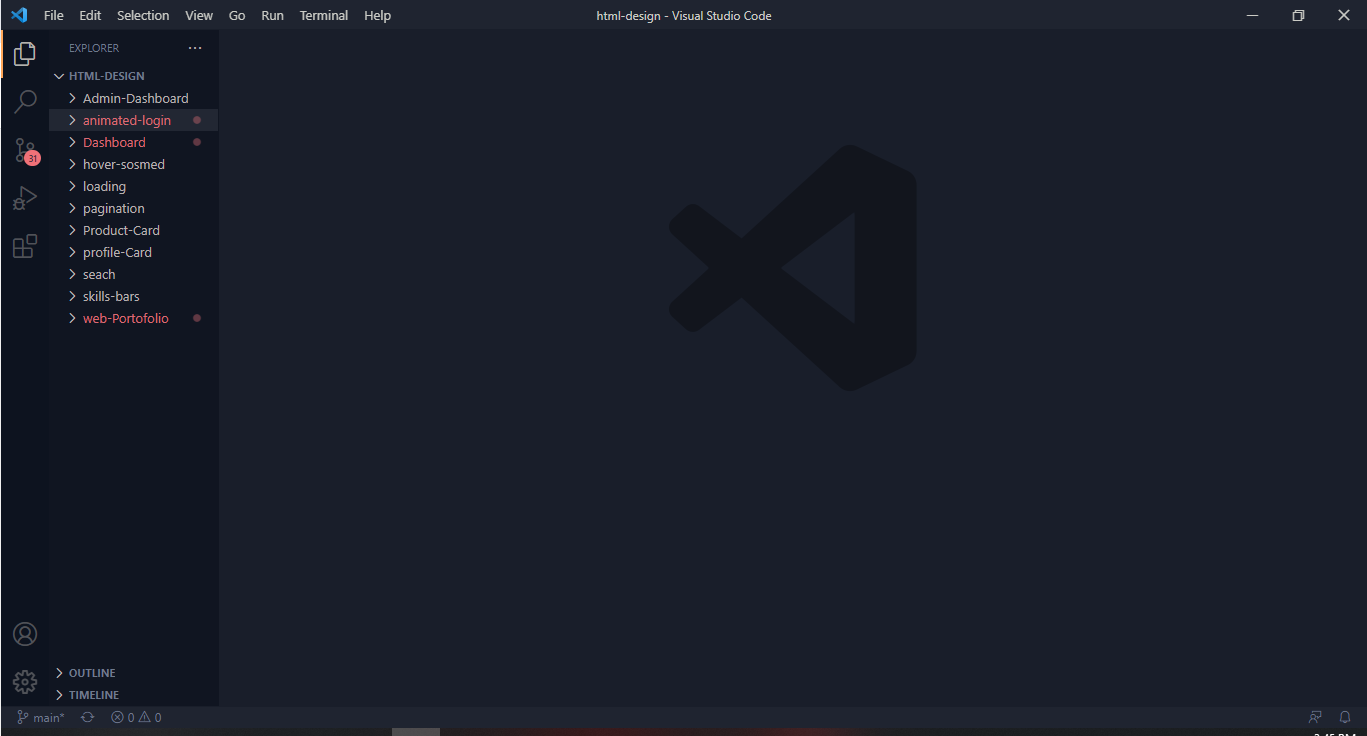 File Edit Selection View Go Run Terminal Help html-design - Visual Studio Code
EXPLORER
HTML-DESIGN
Admin-Dashboard
animated-login
Dashboard
hover-sosmed
31
loading
pagination
Product-Card
profile-Card
seach
skills-bars
web-Portofolio
OUTLINE
TIMELINE
main* 0 0